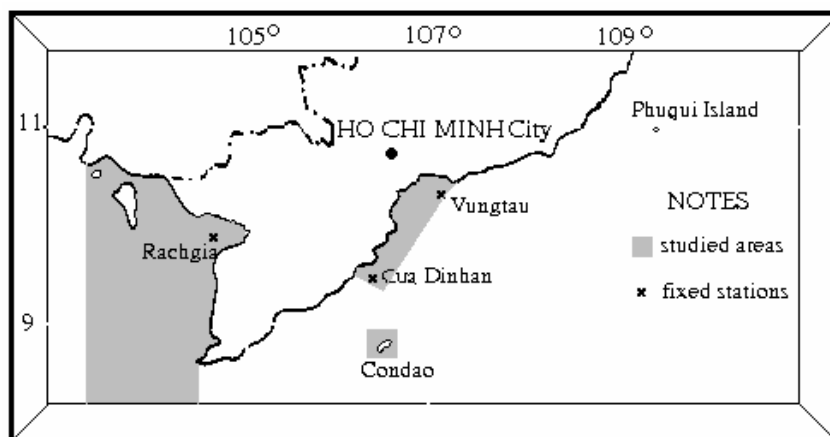 105° 107° 109°
11
Phuqui Island
HO CHI MINH City
Vungtau
NOTES
Rachgia
studied areas
Cua Dinhan
fixed stations
9
Condao